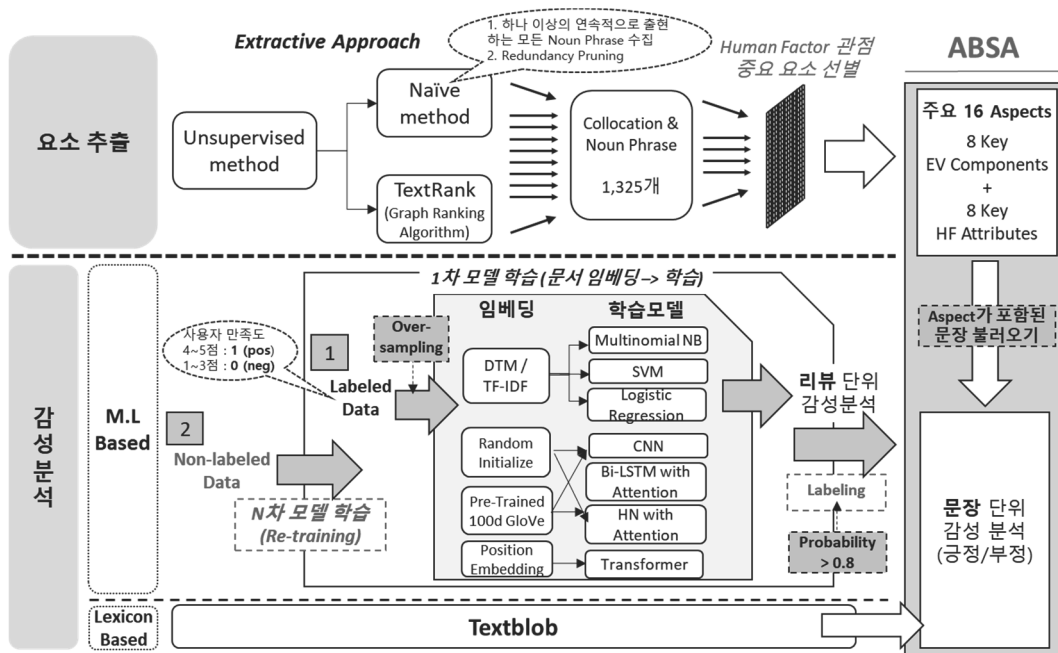 Extractive Approach
1. 하나 이상의 연속적으로 출현
하는 모든 Noun Phrase 수집
2. Redundancy Pruning
Human Factor 관점
중요 요소 선별
ABSA
요소 추출
Unsupervised
method
Naïve
method
TextRank
(Graph Ranking
Algorithm)
Collocation &
Noun Phrase
1,325개
주요 16 Aspects
8 Key
EV Components
+
8 Key
HF Attributes
Aspect가 포함된
문장 불러오기
문장 단위
감성 분석
(긍정/부정)
감성분석
M.L
Based
1차 모델 학습 (문서 임베딩–> 학습)
사용자 만족도
4~5점 : 1 (pos)
1~3점 : 0 (neg)
1
Labeled
Data
Over-
sampling
2
Non-labeled
Data
N차 모델 학습
(Re-training)
임베딩
학습모델
DTM /
TF-IDF
Random
Initialize
Pre-Trained
100d GloVe
Position
Embedding
Multinomial NB
SVM
Logistic
Regression
CNN
Bi-LSTM with
Attention
HN with
Attention
Transformer
리뷰 단위
감성분석
Labeling
Probability
> 0.8
Lexicon
Based
Textblob